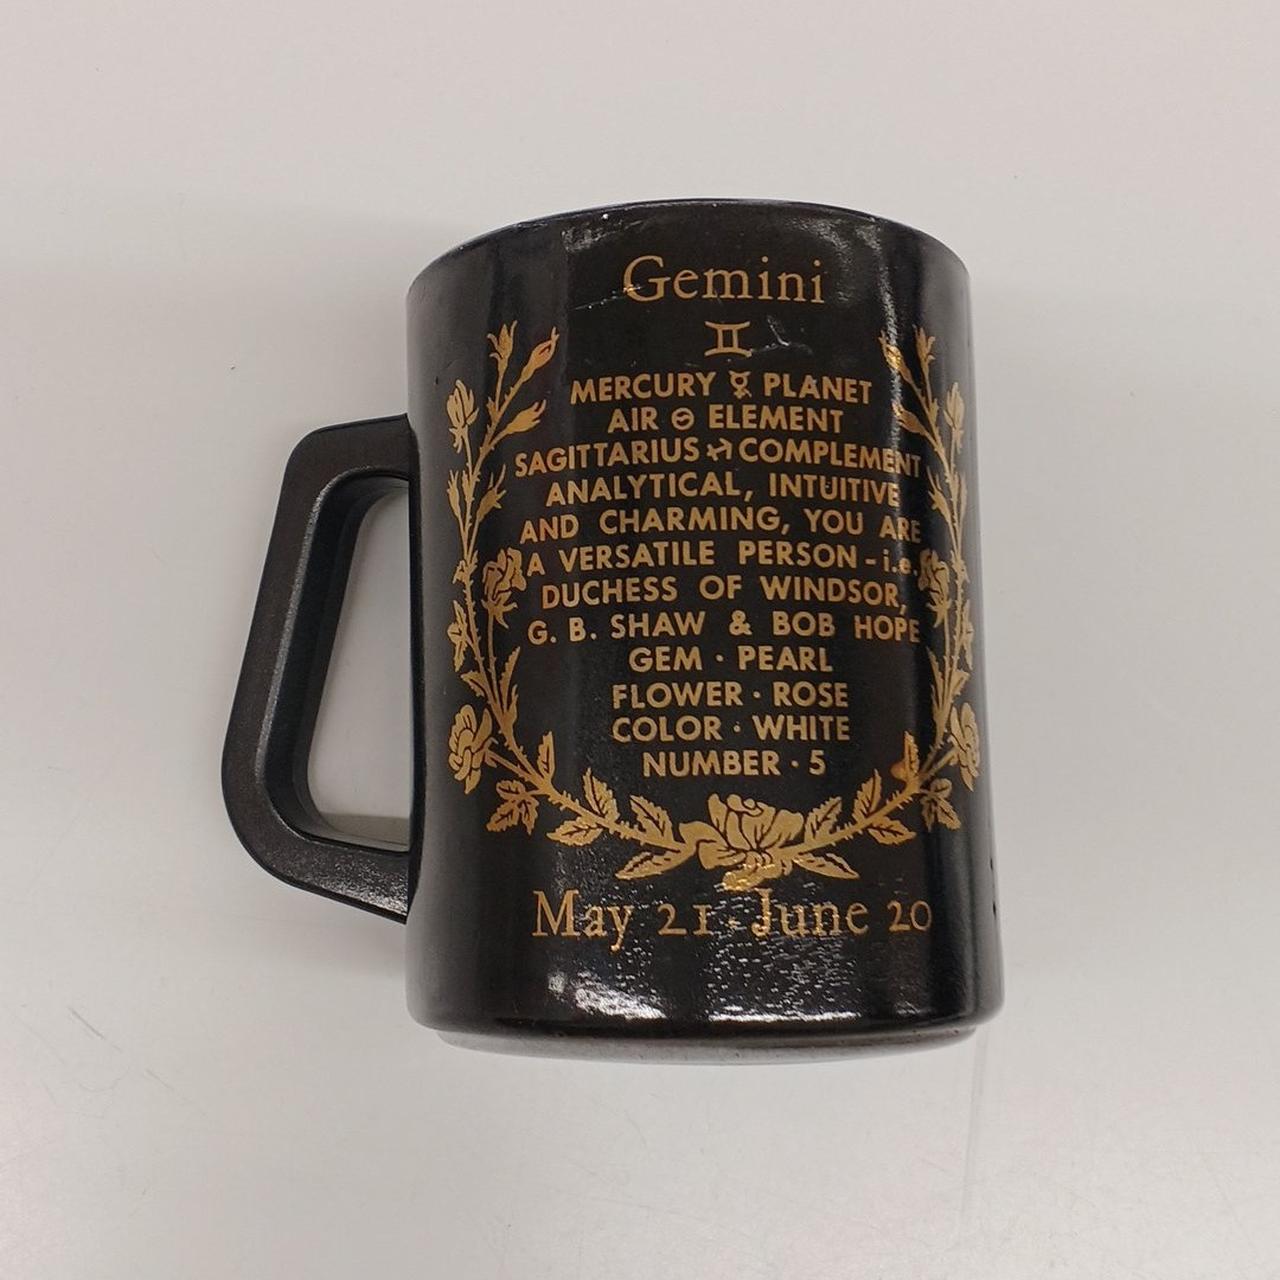 Gemini
♊
MERCURY ☿ PLANET
AIR ⊖ ELEMENT
SAGITTARIUS ♐ COMPLEMENT
ANALYTICAL, INTUITIVE
AND CHARMING, YOU ARE
A VERSATILE PERSON - i.e.
DUCHESS OF WINDSOR,
G. B. SHAW & BOB HOPE
GEM · PEARL
FLOWER · ROSE
COLOR · WHITE
NUMBER · 5
May 21 · June 20